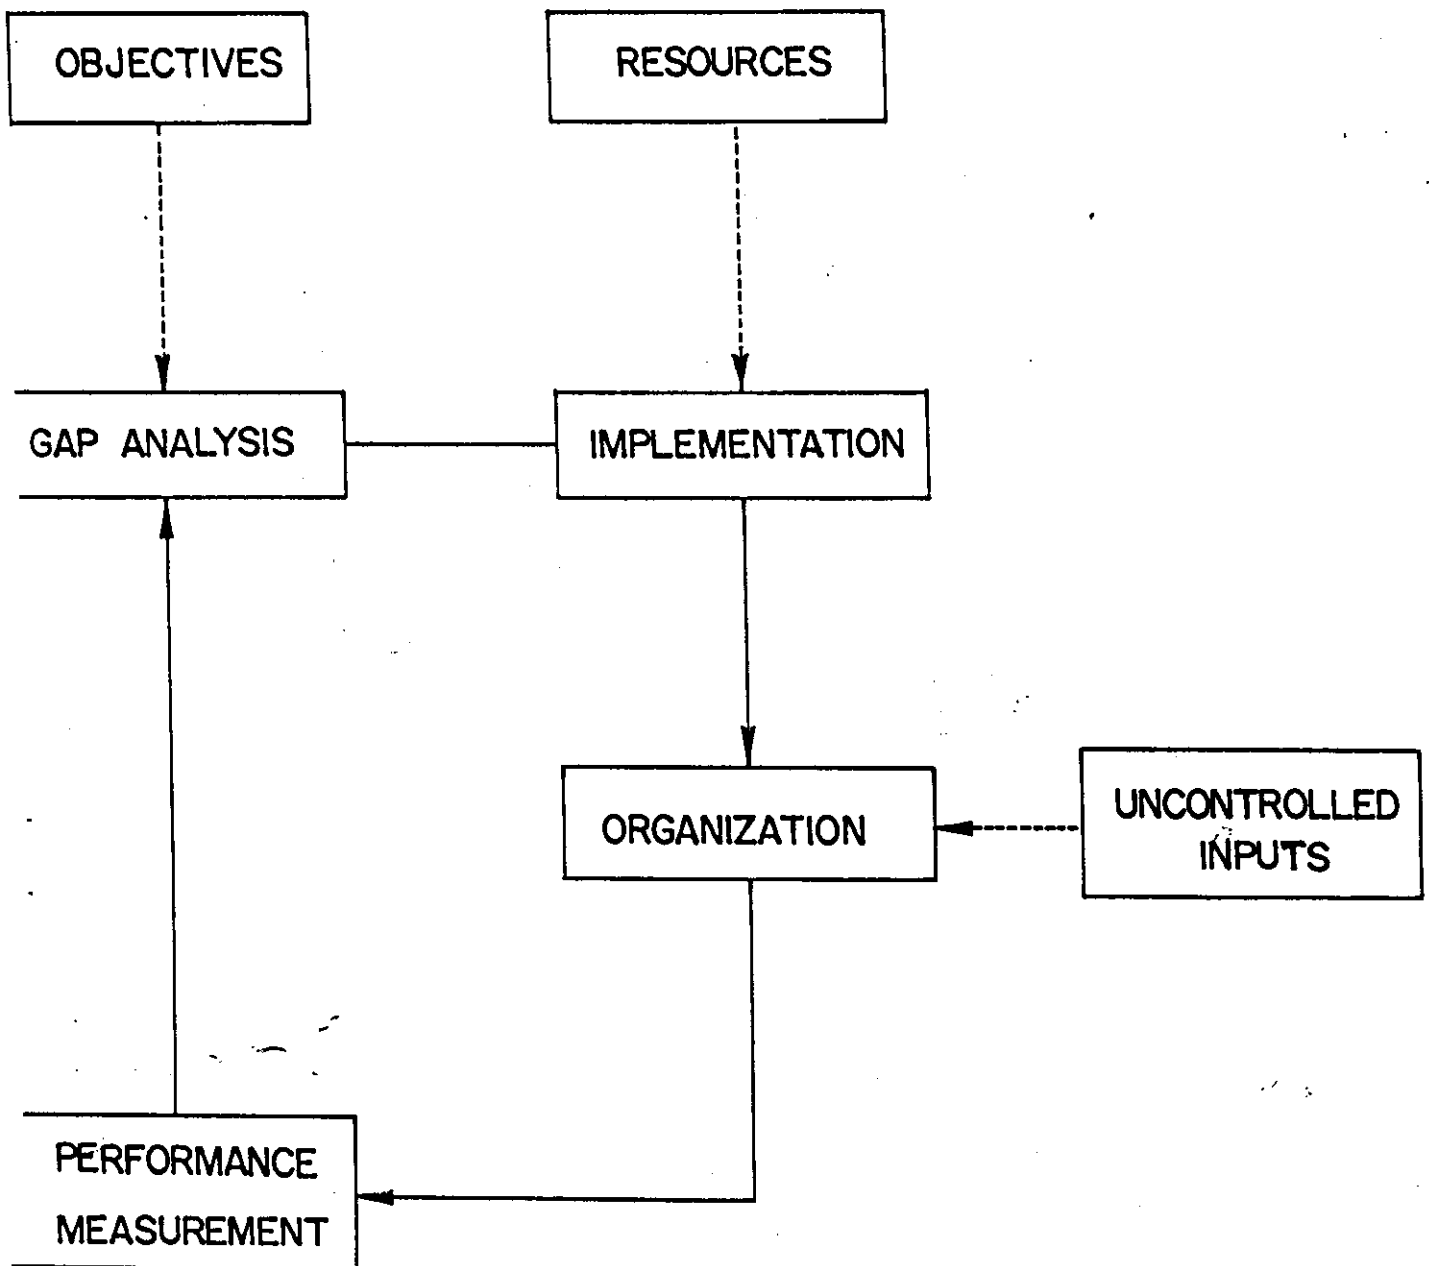 OBJECTIVES
RESOURCES
GAP ANALYSIS
IMPLEMENTATION
ORGANIZATION
UNCONTROLLED
INPUTS
PERFORMANCE
MEASUREMENT